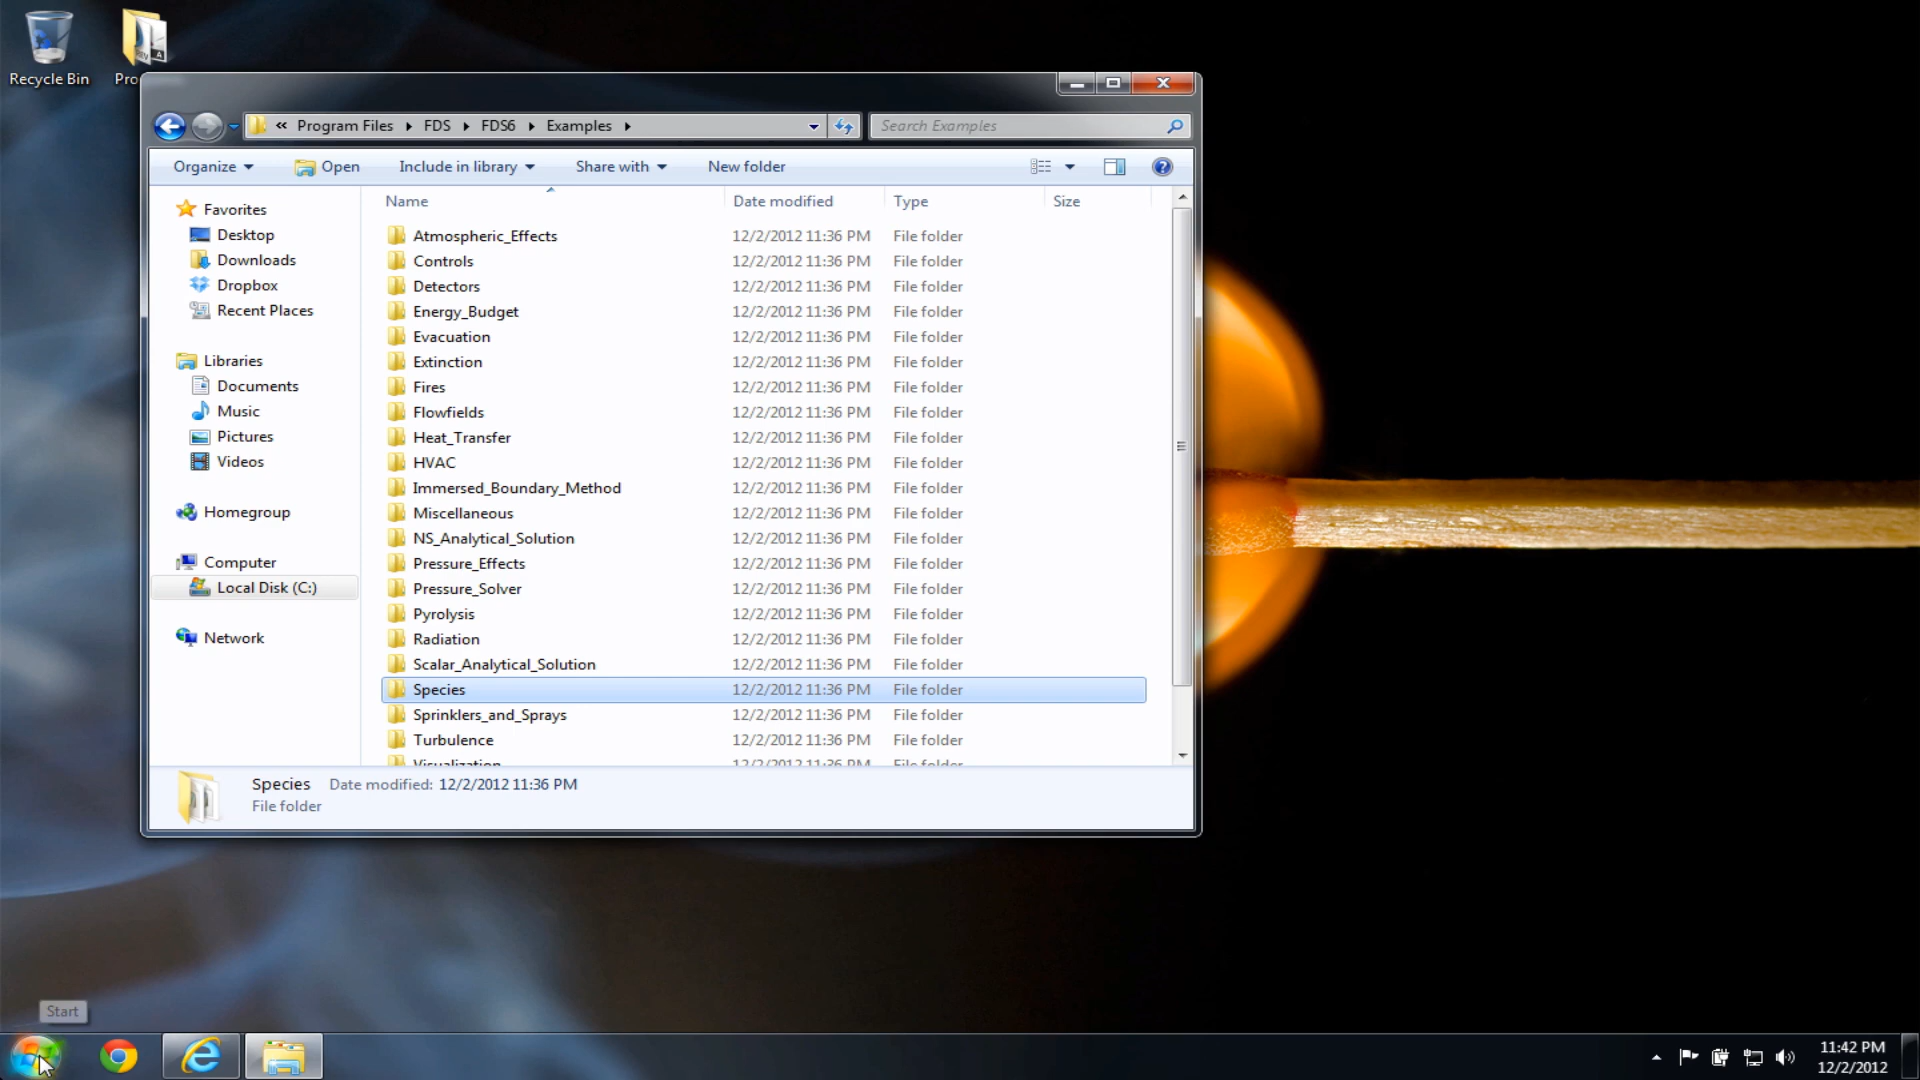 Recycle Bin
Pro
« Program Files FDS FDS6 Examples
Search Examples
Organize Open Include in library Share with New folder
Name Date modified Type Size
Favorites
Desktop
Downloads
Dropbox
Recent Places
Libraries
Documents
Music
Pictures
Videos
Homegroup
Computer
Local Disk (C:)
Network
Atmospheric_Effects 12/2/2012 11:36 PM File folder
Controls 12/2/2012 11:36 PM File folder
Detectors 12/2/2012 11:36 PM File folder
Energy_Budget 12/2/2012 11:36 PM File folder
Evacuation 12/2/2012 11:36 PM File folder
Extinction 12/2/2012 11:36 PM File folder
Fires 12/2/2012 11:36 PM File folder
Flowfields 12/2/2012 11:36 PM File folder
Heat_Transfer 12/2/2012 11:36 PM File folder
HVAC 12/2/2012 11:36 PM File folder
Immersed_Boundary_Method 12/2/2012 11:36 PM File folder
Miscellaneous 12/2/2012 11:36 PM File folder
NS_Analytical_Solution 12/2/2012 11:36 PM File folder
Pressure_Effects 12/2/2012 11:36 PM File folder
Pressure_Solver 12/2/2012 11:36 PM File folder
Pyrolysis 12/2/2012 11:36 PM File folder
Radiation 12/2/2012 11:36 PM File folder
Scalar_Analytical_Solution 12/2/2012 11:36 PM File folder
Species 12/2/2012 11:36 PM File folder
Sprinklers_and_Sprays 12/2/2012 11:36 PM File folder
Turbulence 12/2/2012 11:36 PM File folder
Visualization 12/2/2012 11:36 PM File folder
Species Date modified: 12/2/2012 11:36 PM
File folder
Start
11:42 PM
12/2/2012